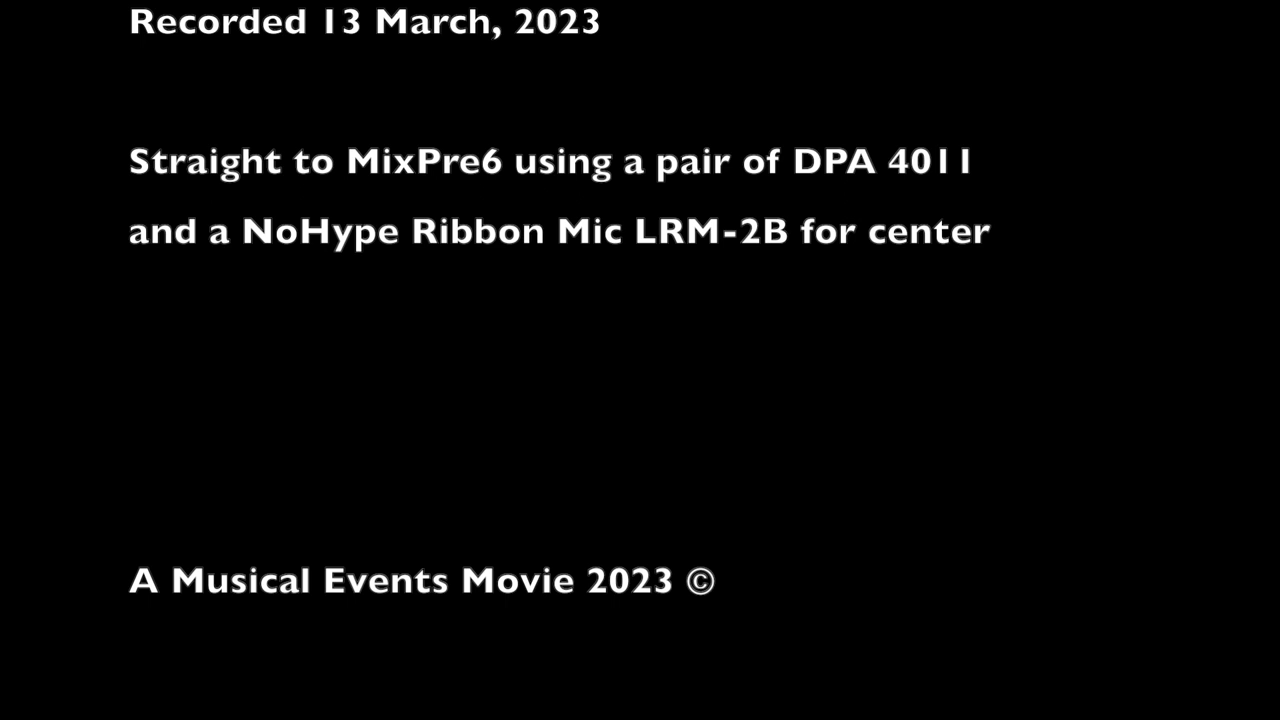 Recorded 13 March, 2023
Straight to MixPre6 using a pair of DPA 4011
and a NoHype Ribbon Mic LRM-2B for center
A Musical Events Movie 2023 ©